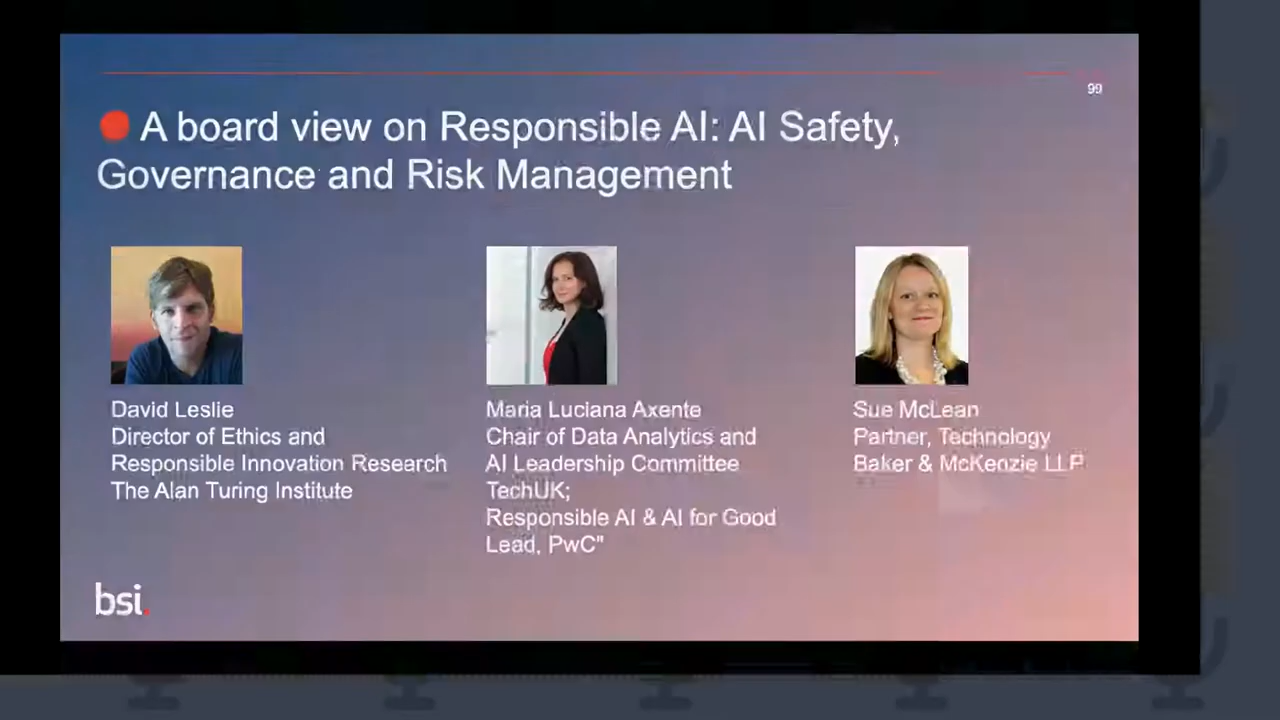 99
A board view on Responsible AI: AI Safety,
Governance and Risk Management
David Leslie
Director of Ethics and
Responsible Innovation Research
The Alan Turing Institute
Maria Luciana Axente
Chair of Data Analytics and
AI Leadership Committee
TechUK;
Responsible AI & AI for Good
Lead, PwC"
Sue McLean
Partner, Technology
Baker & McKenzie LLP
bsi.